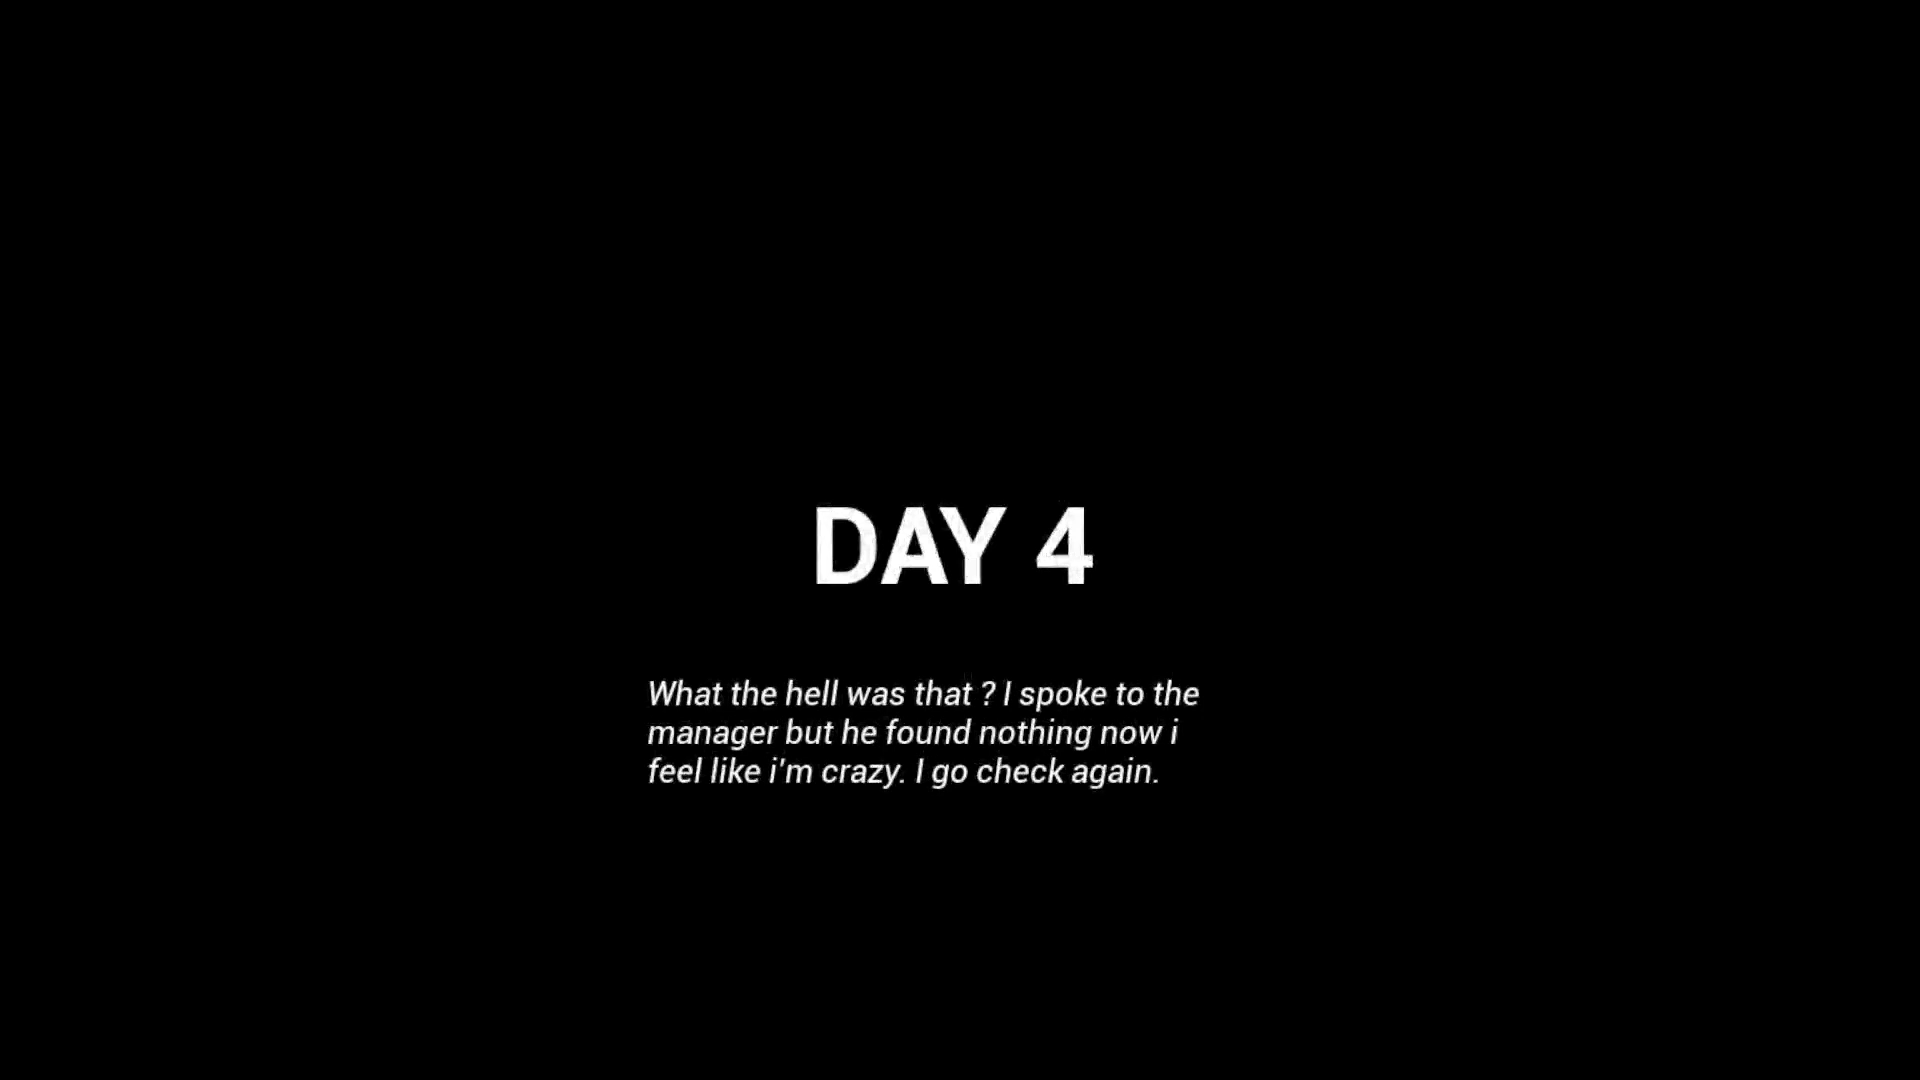 DAY 4
What the hell was that ? I spoke to the
manager but he found nothing now i
feel like i'm crazy. I go check again.